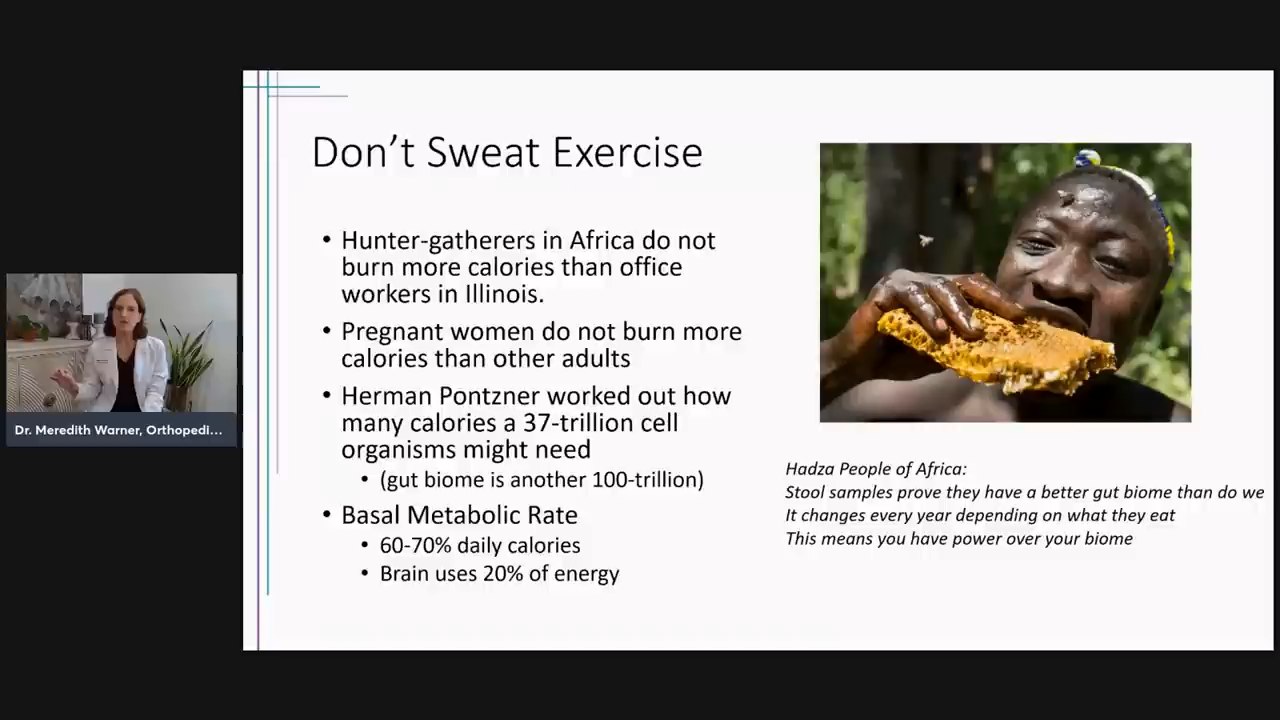 Don't Sweat Exercise
• Hunter-gatherers in Africa do not
burn more calories than office
workers in Illinois.
• Pregnant women do not burn more
calories than other adults
• Herman Pontzner worked out how
many calories a 37-trillion cell
organisms might need
• (gut biome is another 100-trillion)
• Basal Metabolic Rate
• 60-70% daily calories
• Brain uses 20% of energy
Hadza People of Africa:
Stool samples prove they have a better gut biome than do we
It changes every year depending on what they eat
This means you have power over your biome
Dr. Meredith Warner, Orthopedi...